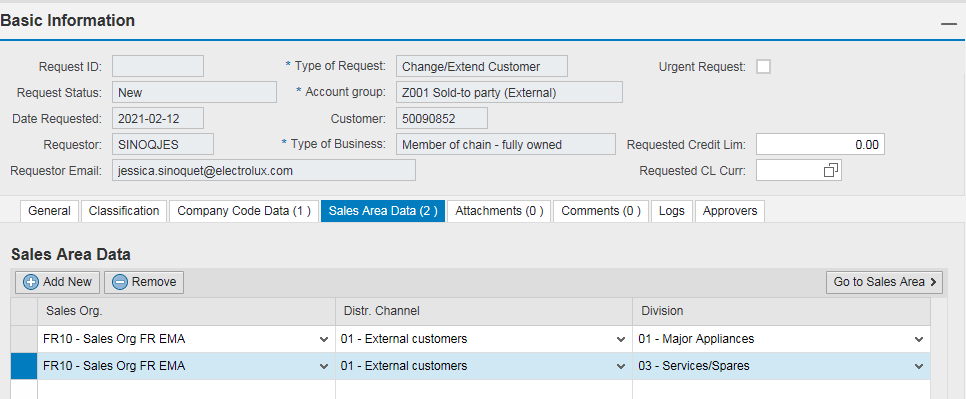 Basic Information
Request ID: * Type of Request: Change/Extend Customer Urgent Request:
Request Status: New * Account group: Z001 Sold-to party (External)
Date Requested: 2021-02-12 Customer: 50090852
Requestor: SINOQJES * Type of Business: Member of chain - fully owned Requested Credit Lim: 0.00
Requestor Email: jessica.sinoquet@electrolux.com Requested CL Curr:
General Classification Company Code Data (1 ) Sales Area Data (2 ) Attachments (0 ) Comments (0 ) Logs Approvers
Sales Area Data
Add New Remove Go to Sales Area
Sales Org. Distr. Channel Division
FR10 - Sales Org FR EMA 01 - External customers 01 - Major Appliances
FR10 - Sales Org FR EMA 01 - External customers 03 - Services/Spares